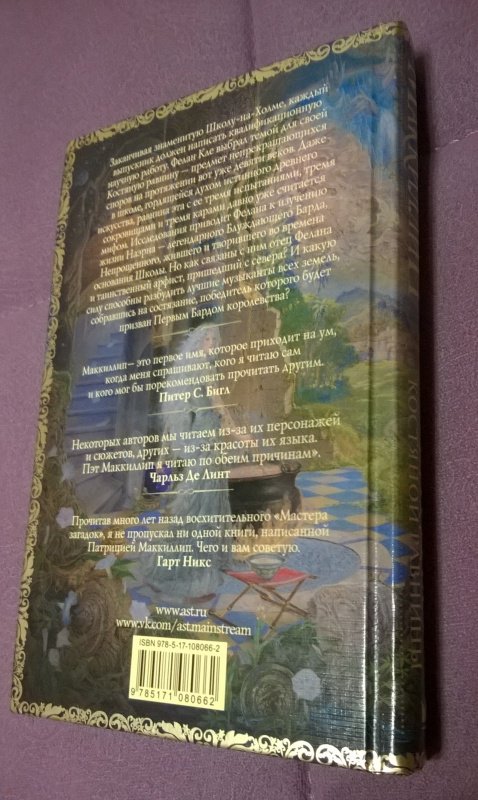 Заканчивая знаменитую Школу-на-Холме, каждый
выпускник должен написать квалификационную
научную работу. Фелан Кле выбрал темой для своей
Костяную равнину — предмет непрекращающихся
споров на протяжении вот уже девяти веков. Даже
в школе, гордящейся духом истинного древнего
искусства, равнина эта с ее тремя испытаниями, тремя
сокровищами и тремя карами давно уже считается
мифом. Исследования приводят Фелана к изучению
жизни Наирна — легендарного Блуждающего Барда,
Непрощенного, жившего и творившего во времена
основания Школы. Но как связаны с ним отец Фелана
и таинственный арфист, пришедший с севера? И какую
силу способны разбудить лучшие музыканты всех земель,
собравшись на состязание, победитель которого будет
призван Первым Бардом королевства?
Маккиллип — это первое имя, которое приходит на ум,
когда меня спрашивают, кого я читаю сам
и кого мог бы порекомендовать прочитать другим.
Питер С. Бигл
Некоторых авторов мы читаем из-за их персонажей
и сюжетов, других — из-за красоты их языка.
Пэт Маккиллип я читаю по обеим причинам».
Чарльз Де Линт
Прочитав много лет назад восхитительного «Мастера
загадок», я не пропускал ни одной книги, написанной
Патрицией Маккиллип. Чего и вам советую.
Гарт Никс
www.ast.ru
www.vk.com/ast.mainstream
ISBN 978-5-17-108066-2
9 785171 080662